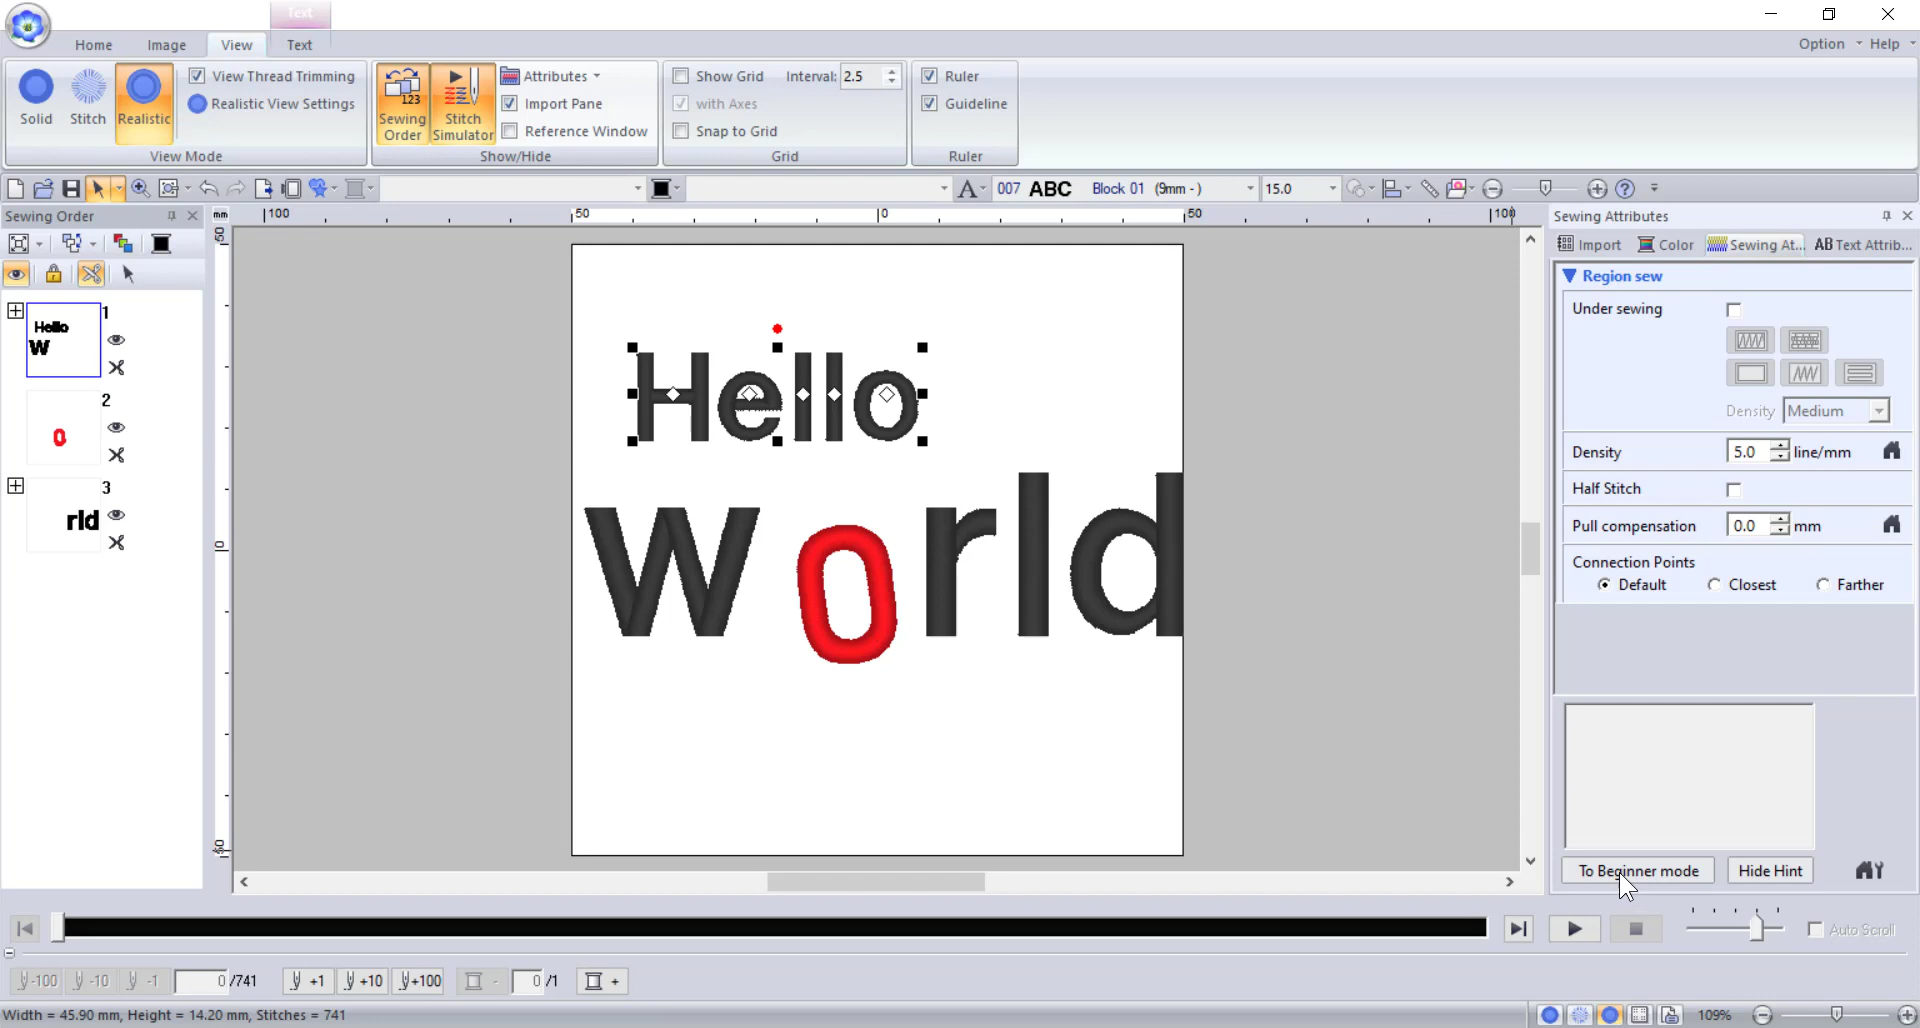 Text
Home Image View Text Option Help
Solid Stitch Realistic
View Thread Trimming
Realistic View Settings
View Mode
123
Sewing Order
Stitch Simulator
Attributes
Import Pane
Reference Window
Show/Hide
Show Grid Interval: 2.5
with Axes
Snap to Grid
Grid
Ruler
Guideline
Ruler
007 ABC Block 01 (9mm - ) 15.0
Sewing Order
mm 100 50 0 50 100
Sewing Attributes
Import Color Sewing At... AB Text Attrib...
1
Hello
W
2
o
3
rld
50
0
50
Hello
world
Region sew
Under sewing
Density Medium
Density 5.0 line/mm
Half Stitch
Pull compensation 0.0 mm
Connection Points
Default Closest Farther
To Beginner mode Hide Hint
Auto Scroll
-100 -10 -1 0 /741 +1 +10 +100 - 0 /1 +
Width = 45.90 mm, Height = 14.20 mm, Stitches = 741
109%